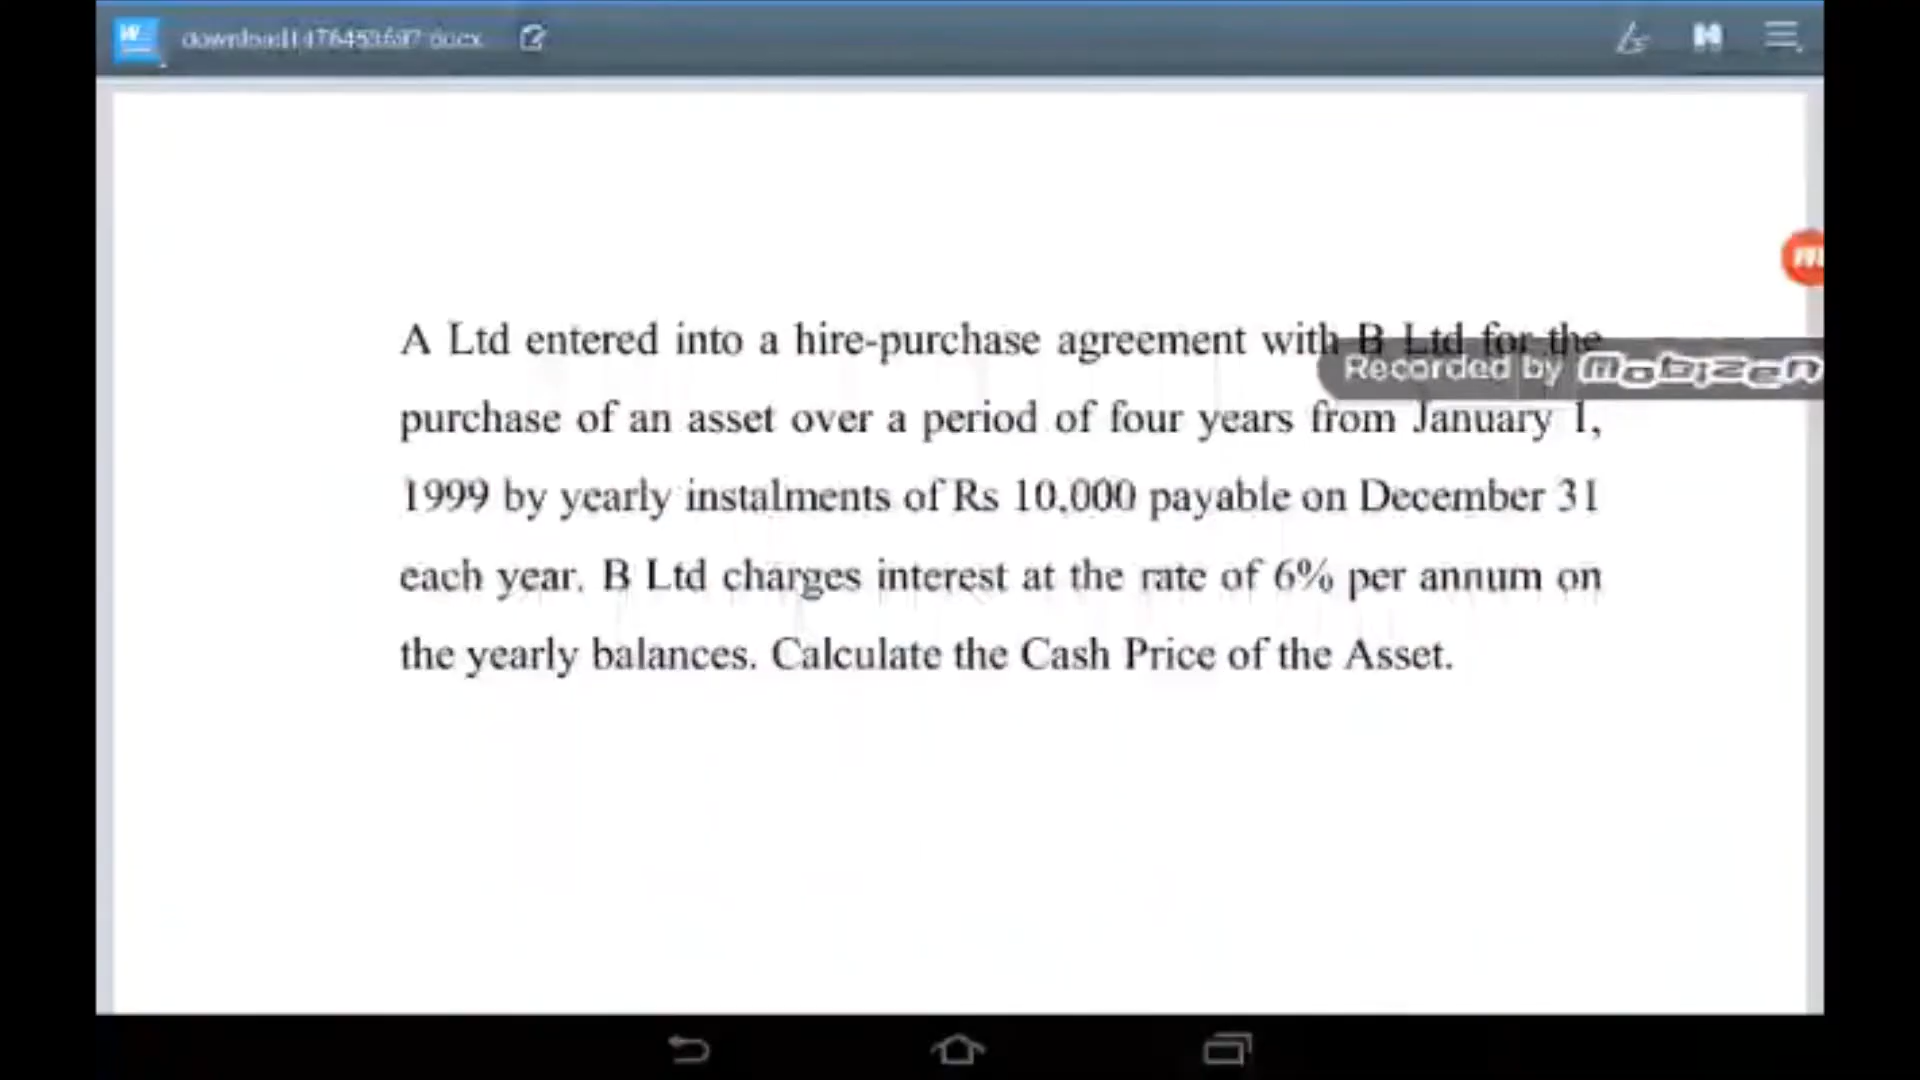 A Ltd entered into a hire-purchase agreement with B Ltd for the
Recorded by mobizen
purchase of an asset over a period of four years from January 1,
1999 by yearly instalments of Rs 10,000 payable on December 31
each year. B Ltd charges interest at the rate of 6% per annum on
the yearly balances. Calculate the Cash Price of the Asset.